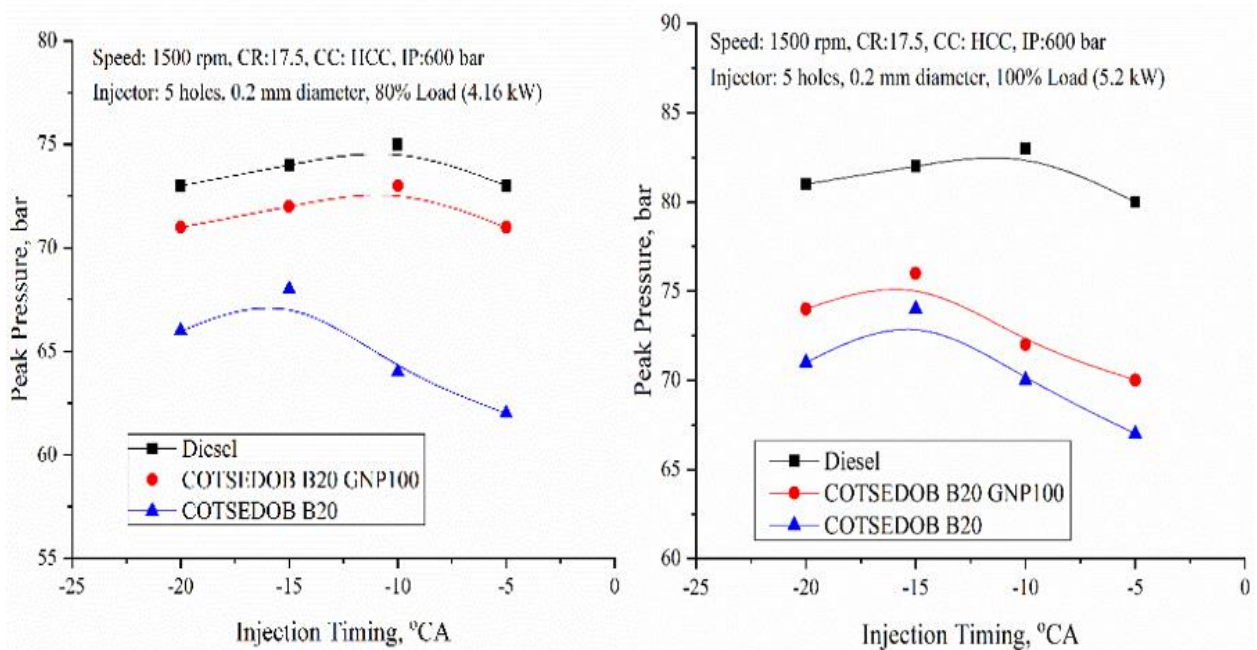 80
75
70
65
60
55
Peak Pressure, bar
Speed: 1500 rpm, CR:17.5, CC: HCC, IP:600 bar
Injector: 5 holes, 0.2 mm diameter, 80% Load (4.16 kW)
Diesel
COTSEDOB B20 GNP100
COTSEDOB B20
-25
-20
-15
-10
-5
0
Injection Timing, °CA
90
85
80
75
70
65
60
Peak Pressure, bar
Speed: 1500 rpm, CR:17.5, CC: HCC, IP:600 bar
Injector: 5 holes, 0.2 mm diameter, 100% Load (5.2 kW)
Diesel
COTSEDOB B20 GNP100
COTSEDOB B20
-25
-20
-15
-10
-5
0
Injection Timing, °CA